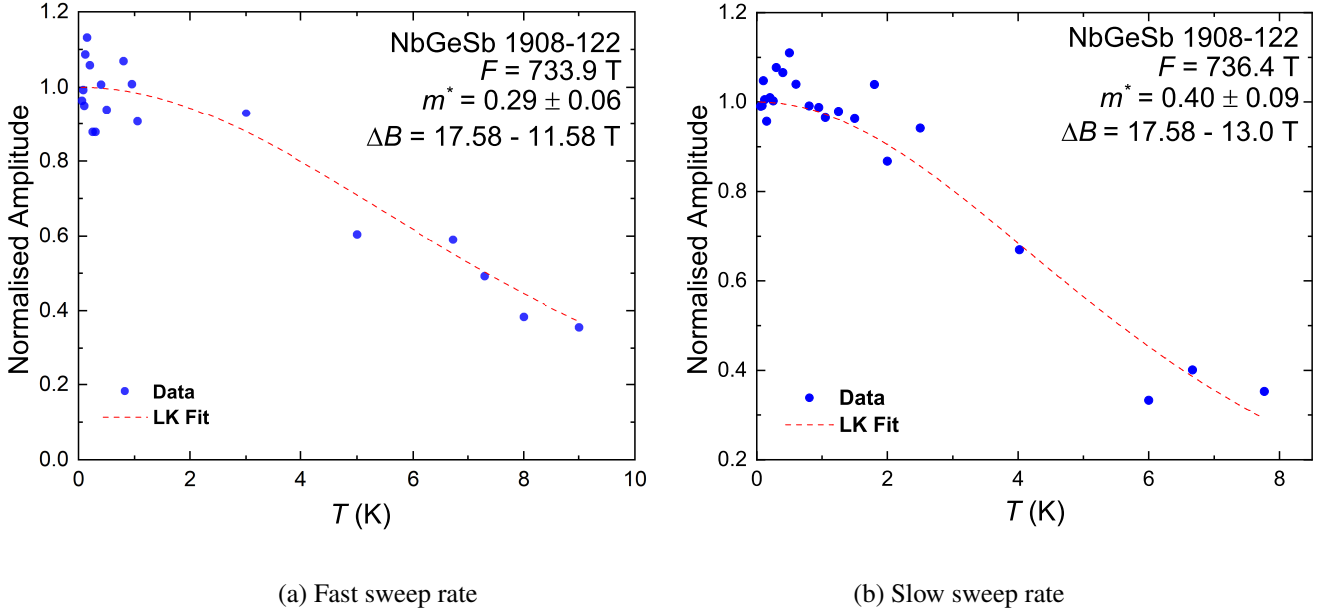 1.2
1.0
0.8
0.6
0.4
0.2
0.0
Normalised Amplitude
NbGeSb 1908-122
F = 733.9 T
m* = 0.29 ± 0.06
ΔB = 17.58 - 11.58 T
Data
LK Fit
0 2 4 6 8 10
T (K)
(a) Fast sweep rate
1.2
1.0
0.8
0.6
0.4
0.2
Normalised Amplitude
NbGeSb 1908-122
F = 736.4 T
m* = 0.40 ± 0.09
ΔB = 17.58 - 13.0 T
Data
LK Fit
0 2 4 6 8
T (K)
(b) Slow sweep rate